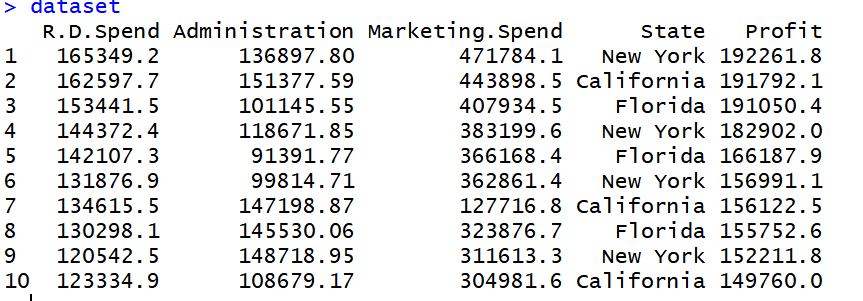 > dataset
R.D.Spend Administration Marketing.Spend State Profit
1 165349.2 136897.80 471784.1 New York 192261.8
2 162597.7 151377.59 443898.5 California 191792.1
3 153441.5 101145.55 407934.5 Florida 191050.4
4 144372.4 118671.85 383199.6 New York 182902.0
5 142107.3 91391.77 366168.4 Florida 166187.9
6 131876.9 99814.71 362861.4 New York 156991.1
7 134615.5 147198.87 127716.8 California 156122.5
8 130298.1 145530.06 323876.7 Florida 155752.6
9 120542.5 148718.95 311613.3 New York 152211.8
10 123334.9 108679.17 304981.6 California 149760.0